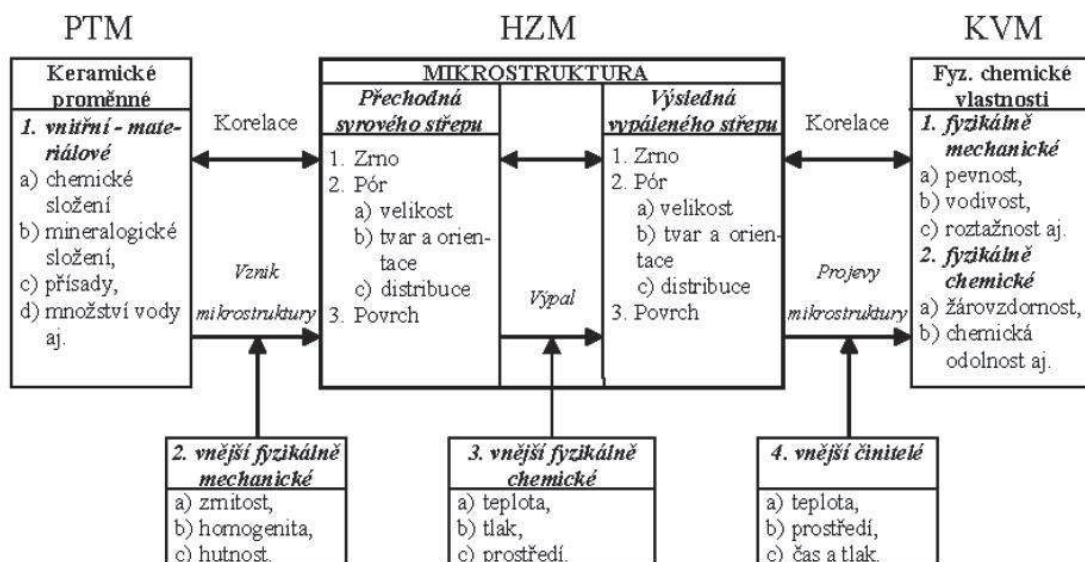 PTM
HZM
KVM
Keramické
proměnné
1. vnitřní - mate-
riálové
a) chemické
složení
b) mineralogické
složení,
c) přísady,
d) množství vody
aj.
Korelace
Vznik
mikrostruktury
MIKROSTRUKTURA
Přechodná
syrového střepu
1. Zrno
2. Pór
a) velikost
b) tvar a orien-
tace
c) distribuce
3. Povrch
Výpal
Výsledná
vypáleného střepu
1. Zrno
2. Pór
a) velikost
b) tvar a orien-
tace
c) distribuce
3. Povrch
Korelace
Projevy
mikrostruktury
Fyz. chemické
vlastnosti
1. fyzikálně
mechanické
a) pevnost,
b) vodivost,
c) roztažnost aj.
2. fyzikálně
chemické
a) žárovzdornost,
b) chemická
odolnost aj.
2. vnější fyzikálně
mechanické
a) zrnitost,
b) homogenita,
c) hutnost.
3. vnější fyzikálně
chemické
a) teplota,
b) tlak,
c) prostředí.
4. vnější činitelé
a) teplota,
b) prostředí,
c) čas a tlak.